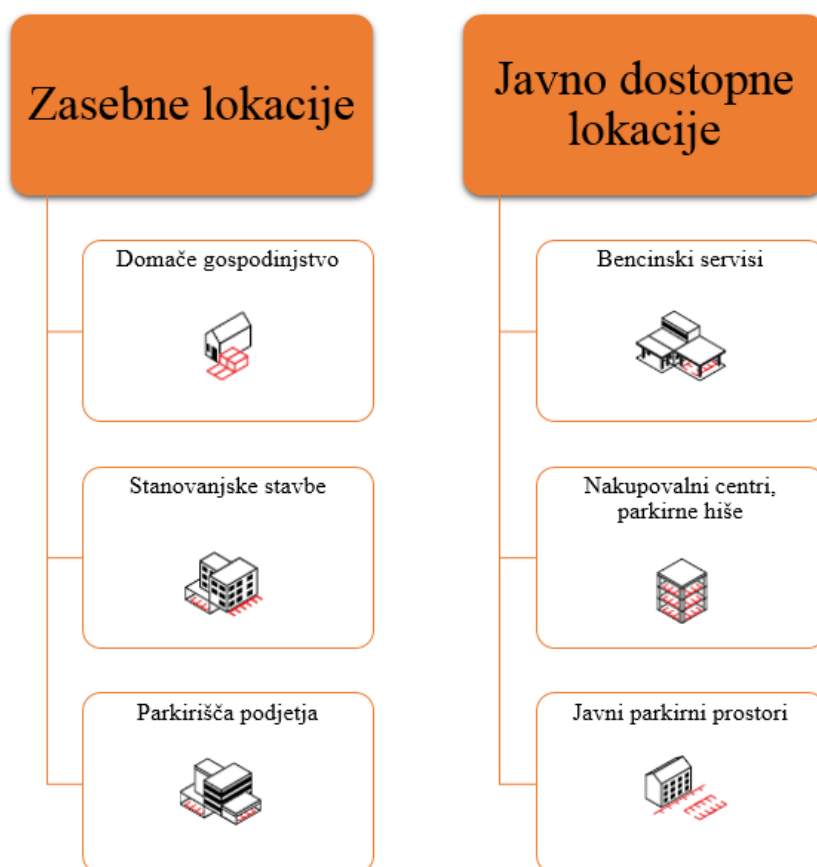 Zasebne lokacije
Domače gospodinjstvo
Stanovanjske stavbe
Parkirišča podjetja
Javno dostopne
lokacije
Bencinski servisi
Nakupovalni centri,
parkirne hiše
Javni parkirni prostori